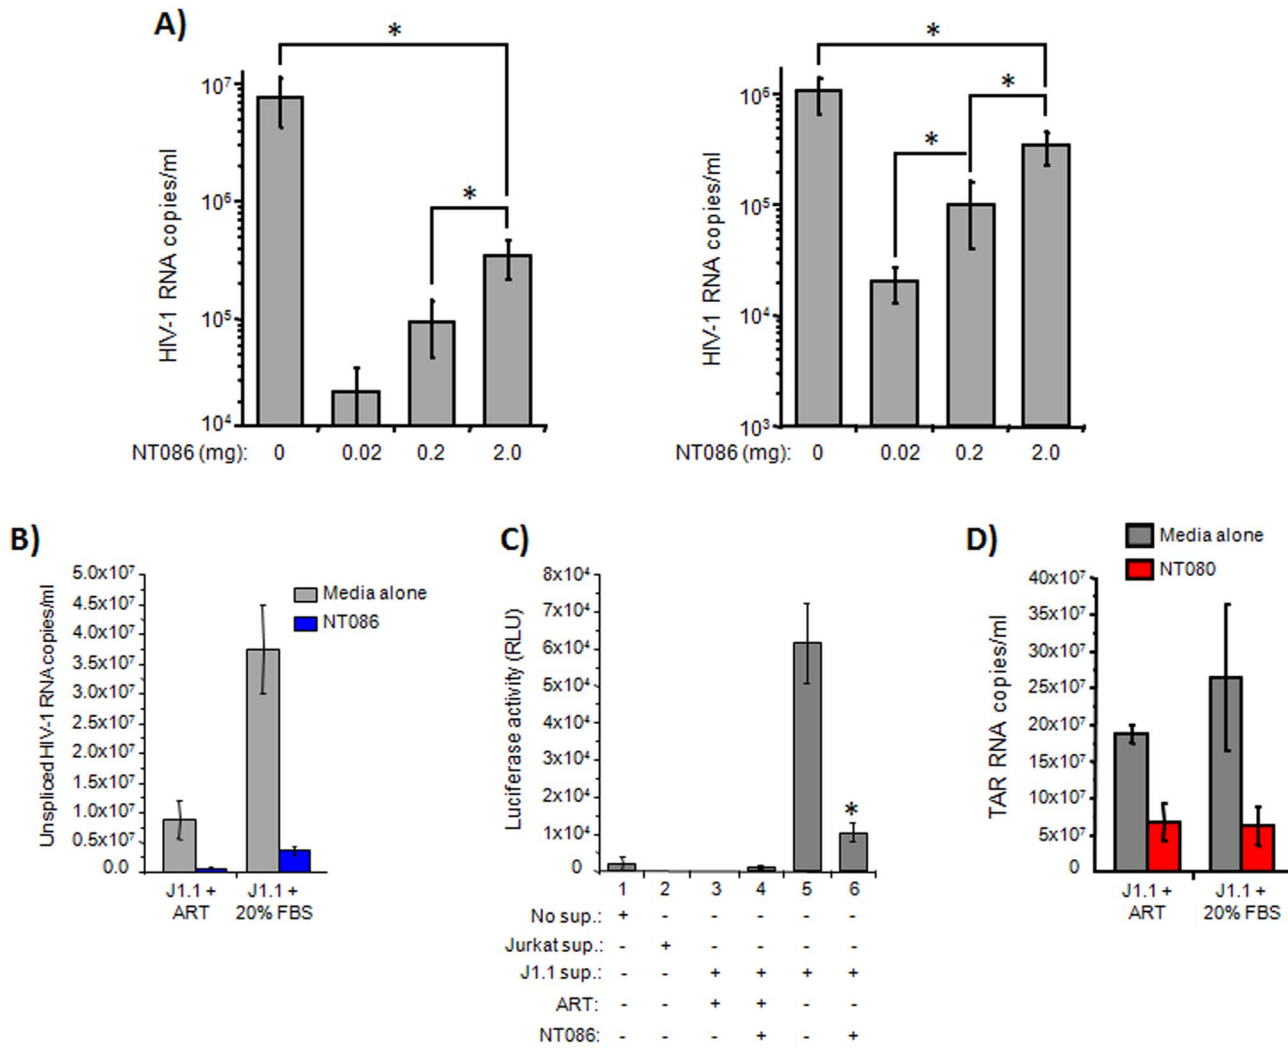 A)
*
*
HIV-1 RNA copies/ml
10⁷
10⁶
10⁵
10⁴
NT086 (mg): 0 0.02 0.2 2.0
*
*
*
HIV-1 RNA copies/ml
10⁶
10⁵
10⁴
10³
NT086 (mg): 0 0.02 0.2 2.0
B)
Unspliced HIV-1 RNA copies/ml
5.0x10⁷
4.5x10⁷
4.0x10⁷
3.5x10⁷
3.0x10⁷
2.5x10⁷
2.0x10⁷
1.5x10⁷
1.0x10⁷
0.5x10⁷
0.0
Media alone
NT086
J1.1 + J1.1 +
ART 20% FBS
C)
Luciferase activity (RLU)
8x10⁴
7x10⁴
6x10⁴
5x10⁴
4x10⁴
3x10⁴
2x10⁴
1x10⁴
0
*
1 2 3 4 5 6
No sup.: + - - - - -
Jurkat sup.: - + - - - -
J1.1 sup.: - - + + + +
ART: - - + + - -
NT086: - - - + - +
D)
Media alone
NT080
TAR RNA copies/ml
40x10⁷
35x10⁷
30x10⁷
25x10⁷
20x10⁷
15x10⁷
10x10⁷
5x10⁷
0
J1.1 + J1.1 +
ART 20% FBS